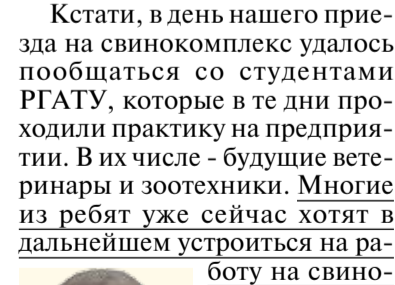 Кстати, в день нашего прие-
зда на свинокомплекс удалось
пообщаться со студентами
РГАТУ, которые в те дни про-
ходили практику на предприя-
тии. В их числе - будущие вете-
ринары и зоотехники. Многие
из ребят уже сейчас хотят в
дальнейшем устроиться на ра-
боту на свино-